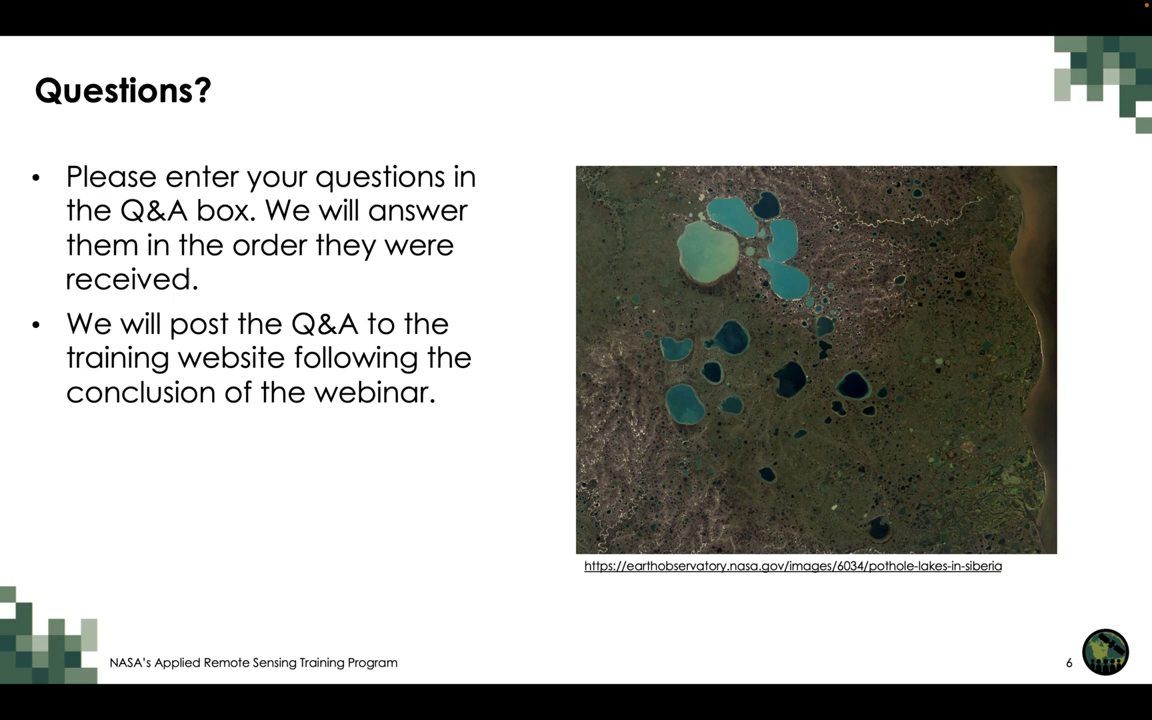 Questions?
• Please enter your questions in
the Q&A box. We will answer
them in the order they were
received.
• We will post the Q&A to the
training website following the
conclusion of the webinar.
https://earthobservatory.nasa.gov/images/6034/pothole-lakes-in-siberia
NASA's Applied Remote Sensing Training Program
6